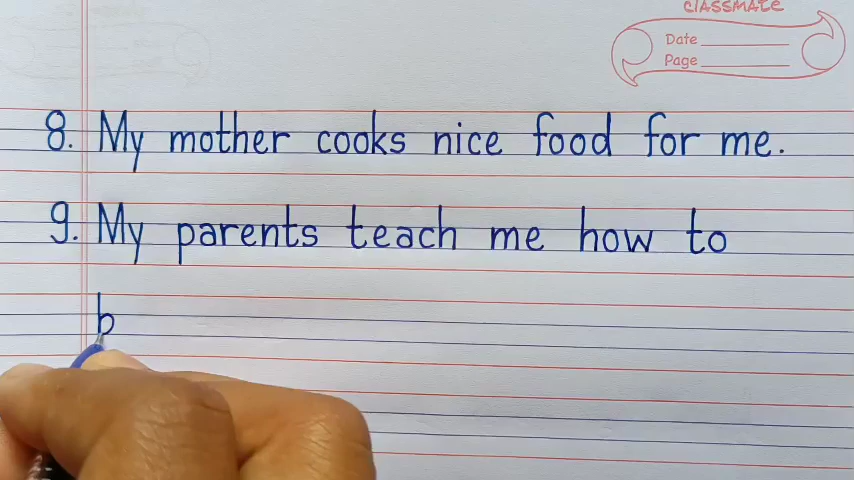 CLASSMATE
Date
Page
8. My mother cooks nice food for me.
9. My parents teach me how to
b